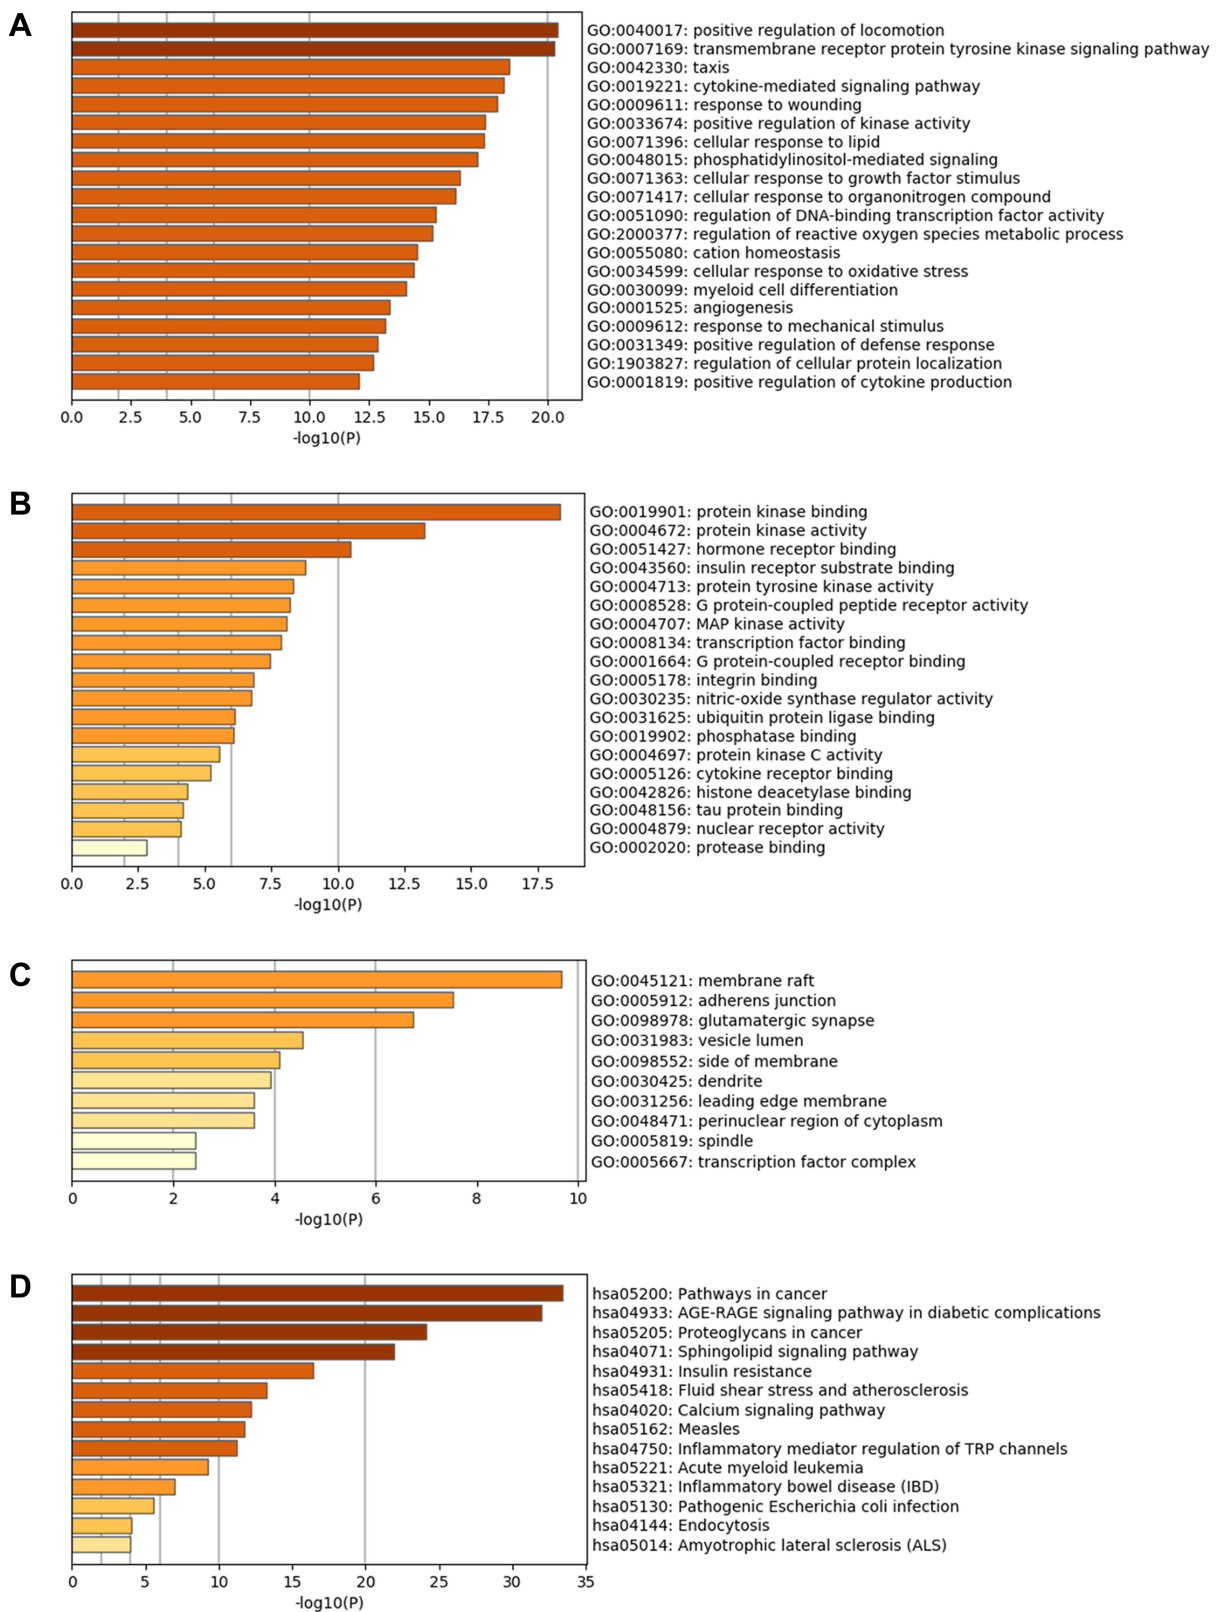 A
GO:0040017: positive regulation of locomotion
GO:0007169: transmembrane receptor protein tyrosine kinase signaling pathway
GO:0042330: taxis
GO:0019221: cytokine-mediated signaling pathway
GO:0009611: response to wounding
GO:0033674: positive regulation of kinase activity
GO:0071396: cellular response to lipid
GO:0048015: phosphatidylinositol-mediated signaling
GO:0071363: cellular response to growth factor stimulus
GO:0071417: cellular response to organonitrogen compound
GO:0051090: regulation of DNA-binding transcription factor activity
GO:2000377: regulation of reactive oxygen species metabolic process
GO:0055080: cation homeostasis
GO:0034599: cellular response to oxidative stress
GO:0030099: myeloid cell differentiation
GO:0001525: angiogenesis
GO:0009612: response to mechanical stimulus
GO:0031349: positive regulation of defense response
GO:1903827: regulation of cellular protein localization
GO:0001819: positive regulation of cytokine production
0.0 2.5 5.0 7.5 10.0 12.5 15.0 17.5 20.0
-log10(P)
B
GO:0019901: protein kinase binding
GO:0004672: protein kinase activity
GO:0051427: hormone receptor binding
GO:0043560: insulin receptor substrate binding
GO:0004713: protein tyrosine kinase activity
GO:0008528: G protein-coupled peptide receptor activity
GO:0004707: MAP kinase activity
GO:0008134: transcription factor binding
GO:0001664: G protein-coupled receptor binding
GO:0005178: integrin binding
GO:0030235: nitric-oxide synthase regulator activity
GO:0031625: ubiquitin protein ligase binding
GO:0019902: phosphatase binding
GO:0004697: protein kinase C activity
GO:0005126: cytokine receptor binding
GO:0042826: histone deacetylase binding
GO:0048156: tau protein binding
GO:0004879: nuclear receptor activity
GO:0002020: protease binding
0.0 2.5 5.0 7.5 10.0 12.5 15.0 17.5
-log10(P)
C
GO:0045121: membrane raft
GO:0005912: adherens junction
GO:0098978: glutamatergic synapse
GO:0031983: vesicle lumen
GO:0098552: side of membrane
GO:0030425: dendrite
GO:0031256: leading edge membrane
GO:0048471: perinuclear region of cytoplasm
GO:0005819: spindle
GO:0005667: transcription factor complex
0 2 4 6 8 10
-log10(P)
D
hsa05200: Pathways in cancer
hsa04933: AGE-RAGE signaling pathway in diabetic complications
hsa05205: Proteoglycans in cancer
hsa04071: Sphingolipid signaling pathway
hsa04931: Insulin resistance
hsa05418: Fluid shear stress and atherosclerosis
hsa04020: Calcium signaling pathway
hsa05162: Measles
hsa04750: Inflammatory mediator regulation of TRP channels
hsa05221: Acute myeloid leukemia
hsa05321: Inflammatory bowel disease (IBD)
hsa05130: Pathogenic Escherichia coli infection
hsa04144: Endocytosis
hsa05014: Amyotrophic lateral sclerosis (ALS)
0 5 10 15 20 25 30 35
-log10(P)